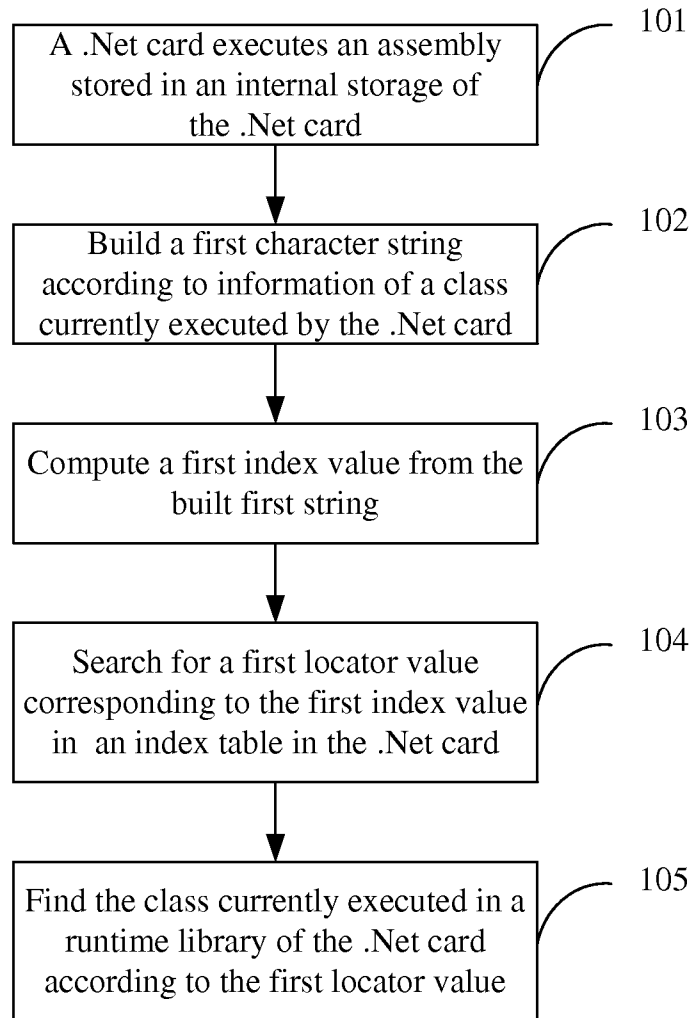 101
A .Net card executes an assembly
stored in an internal storage of
the .Net card
102
Build a first character string
according to information of a class
currently executed by the .Net card
103
Compute a first index value from the
built first string
104
Search for a first locator value
corresponding to the first index value
in an index table in the .Net card
105
Find the class currently executed in a
runtime library of the .Net card
according to the first locator value